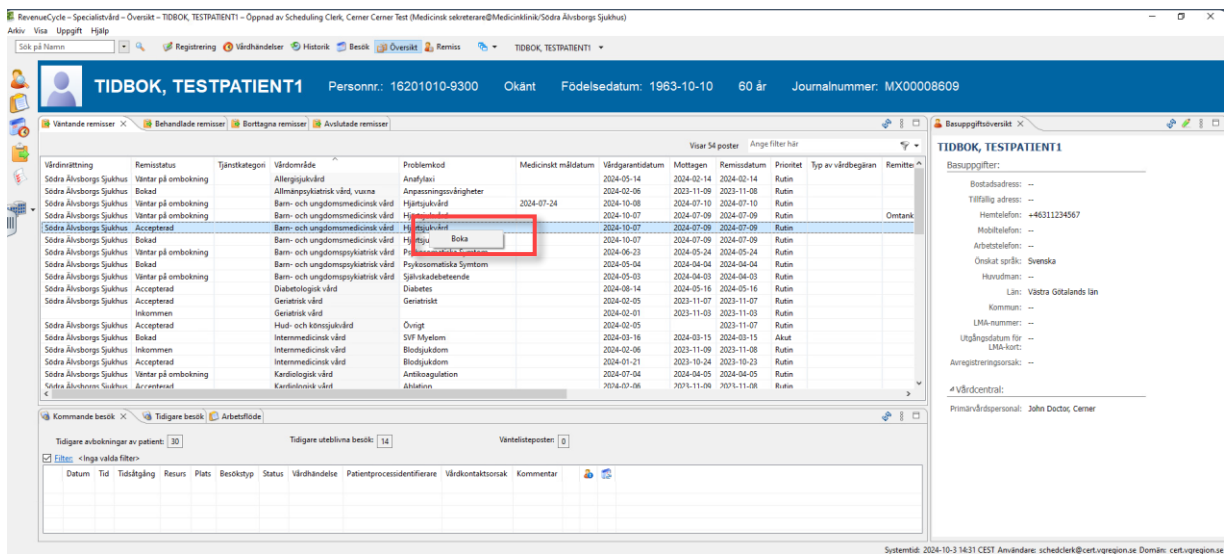 RevenueCycle – Specialistvård – Översikt – TIDBOK, TESTPATIENT1 – Öppnad av Scheduling Clerk, Cerner Cerner Test (Medicinsk sekreterare@Medicinklinik/Södra Älvsborgs Sjukhus)
Arkiv Visa Uppgift Hjälp
Sök på Namn Registrering Vårdhändelser Historik Besök Översikt Remiss TIDBOK, TESTPATIENT1
TIDBOK, TESTPATIENT1 Personnr.: 16201010-9300 Okänt Födelsedatum: 1963-10-10 60 år Journalnummer: MX00008609
Väntande remisser Behandlade remisser Borttagna remisser Avslutade remisser
Visar 54 poster Ange filter här
Vårdinrättning Remisstatus Tjänstkategori Vårdområde Problemkod Medicinskt måldatum Vårdgarantidatum Mottagen Remissdatum Prioritet Typ av vårdbegäran Remitte
Södra Älvsborgs Sjukhus Väntar på ombokning Allergisjukvård Anafylaxi 2024-05-14 2024-02-14 2024-02-14 Rutin
Södra Älvsborgs Sjukhus Bokad Allmänpsykiatrisk vård, vuxna Anpassningssvårigheter 2024-02-06 2023-11-09 2023-11-08 Rutin
Södra Älvsborgs Sjukhus Väntar på ombokning Barn- och ungdomsmedicinsk vård Hjärtsjukvård 2024-07-24 2024-10-08 2024-07-10 2024-07-10 Rutin
Södra Älvsborgs Sjukhus Väntar på ombokning Barn- och ungdomsmedicinsk vård Hjärtsjukvård 2024-10-07 2024-07-09 2024-07-09 Rutin Omtank
Södra Älvsborgs Sjukhus Accepterad Barn- och ungdomsmedicinsk vård Hjärtsjukvård 2024-10-07 2024-07-09 2024-07-09 Rutin
Södra Älvsborgs Sjukhus Bokad Barn- och ungdomsmedicinsk vård Hjärtsju 2024-10-07 2024-07-09 2024-07-09 Rutin
Boka
Södra Älvsborgs Sjukhus Väntar på ombokning Barn- och ungdomspsykiatrisk vård Psykosomatiska Symtom 2024-06-23 2024-05-24 2024-05-24 Rutin
Södra Älvsborgs Sjukhus Bokad Barn- och ungdomspsykiatrisk vård Psykosomatiska Symtom 2024-05-04 2024-04-04 2024-04-04 Rutin
Södra Älvsborgs Sjukhus Väntar på ombokning Barn- och ungdomspsykiatrisk vård Självskadebeteende 2024-05-03 2024-04-03 2024-04-03 Rutin
Södra Älvsborgs Sjukhus Accepterad Diabetologisk vård Diabetes 2024-08-14 2024-05-16 2024-05-16 Rutin
Södra Älvsborgs Sjukhus Accepterad Geriatrisk vård Geriatriskt 2024-02-05 2023-11-07 2023-11-07 Rutin
Inkommen Geriatrisk vård 2024-02-01 2023-11-03 2023-11-03 Rutin
Södra Älvsborgs Sjukhus Accepterad Hud- och könssjukvård Övrigt 2024-02-05 2023-11-07 Rutin
Södra Älvsborgs Sjukhus Bokad Internmedicinsk vård SVF Myelom 2024-03-16 2024-03-15 2024-03-15 Akut
Södra Älvsborgs Sjukhus Inkommen Internmedicinsk vård Blodsjukdom 2024-02-06 2023-11-09 2023-11-08 Rutin
Södra Älvsborgs Sjukhus Accepterad Internmedicinsk vård Blodsjukdom 2024-01-21 2023-10-24 2023-10-23 Rutin
Södra Älvsborgs Sjukhus Väntar på ombokning Kardiologisk vård Antikoagulation 2024-07-04 2024-04-05 2024-04-05 Rutin
Södra Älvsborgs Sjukhus Accepterad Kardiologisk vård Ablation 2024-02-06 2023-11-09 2023-11-08 Rutin
Kommande besök Tidigare besök Arbetsflöde
Tidigare avbokningar av patient: 30 Tidigare uteblivna besök: 14 Väntelisteposter: 0
Filter: <Inga valda filter>
Datum Tid Tidsåtgång Resurs Plats Besökstyp Status Vårdhändelse Patientprocessidentifierare Vårdkontaktsorsak Kommentar
Basuppgiftsöversikt
TIDBOK, TESTPATIENT1
Basuppgifter:
Bostadsadress: --
Tillfällig adress: --
Hemtelefon: +46311234567
Mobiltelefon: --
Arbetstelefon: --
Önskat språk: Svenska
Huvudman: --
Län: Västra Götalands län
Kommun: --
LMA-nummer: --
Utgångsdatum för LMA-kort: --
Avregistreringsorsak: --
Vårdcentral:
Primärvårdspersonal: John Doctor, Cerner
Systemtid: 2024-10-3 14:31 CEST Användare: schedclerk@cert.vgregion.se Domän: cert.vgregion.se